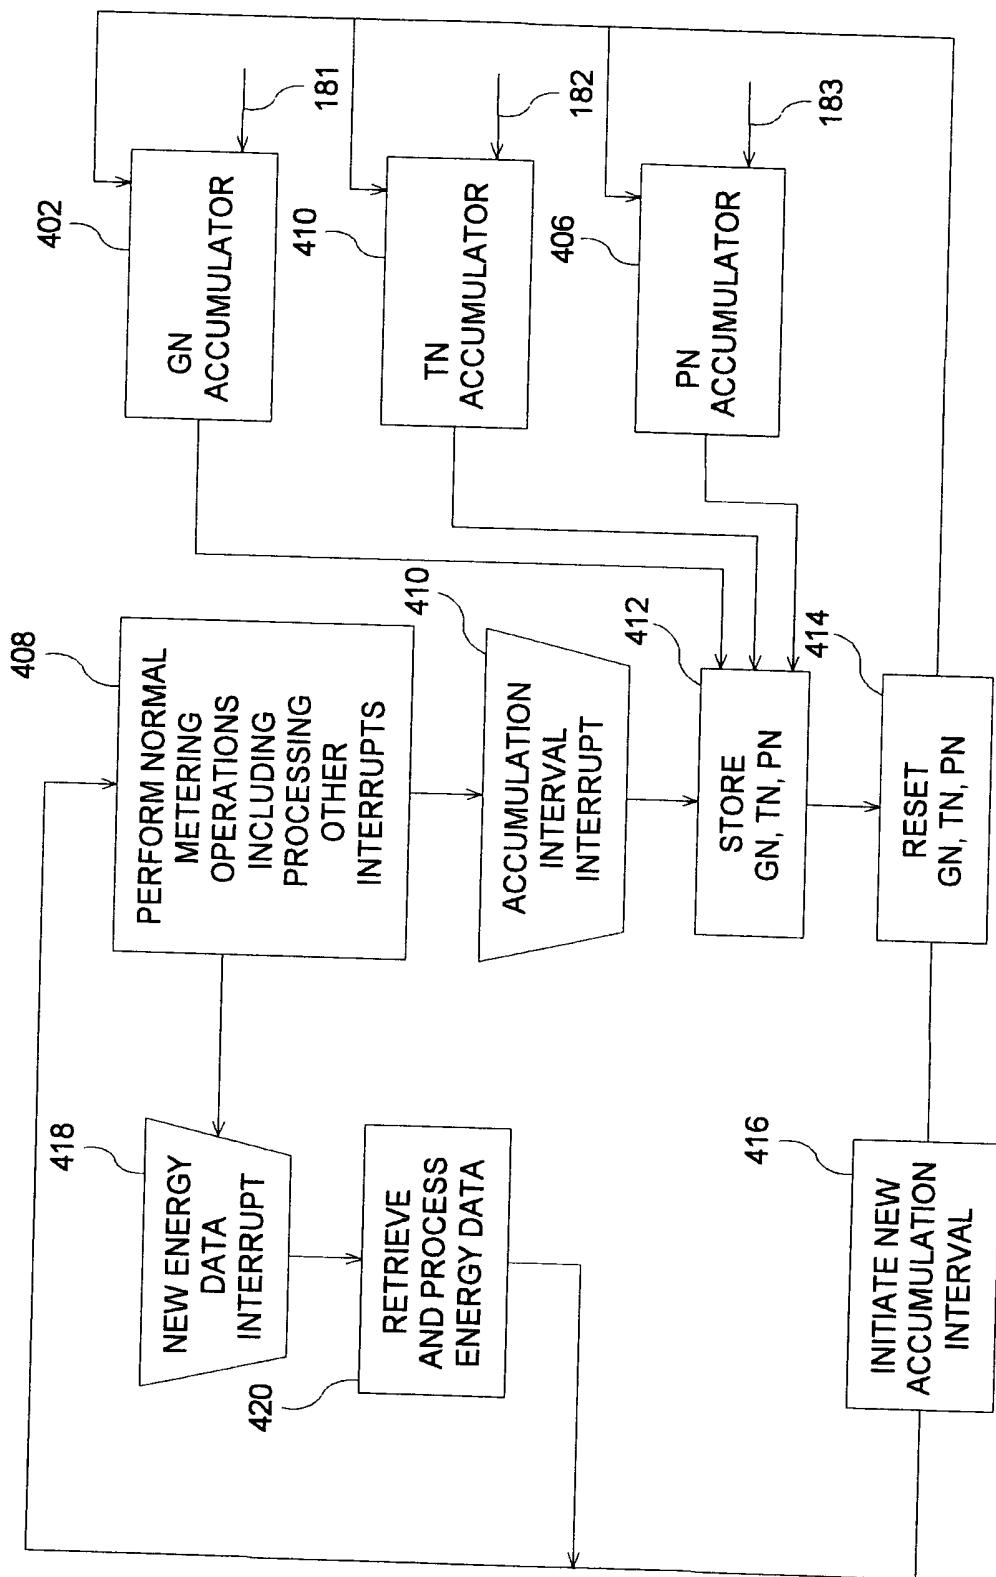 402
GN
ACCUMULATOR
181
410
TN
ACCUMULATOR
182
406
PN
ACCUMULATOR
183
408
PERFORM NORMAL
METERING
OPERATIONS
INCLUDING
PROCESSING
OTHER
INTERRUPTS
410
ACCUMULATION
INTERVAL
INTERRUPT
412
STORE
GN, TN, PN
414
RESET
GN, TN, PN
418
NEW ENERGY
DATA
INTERRUPT
420
RETRIEVE
AND PROCESS
ENERGY DATA
416
INITIATE NEW
ACCUMULATION
INTERVAL